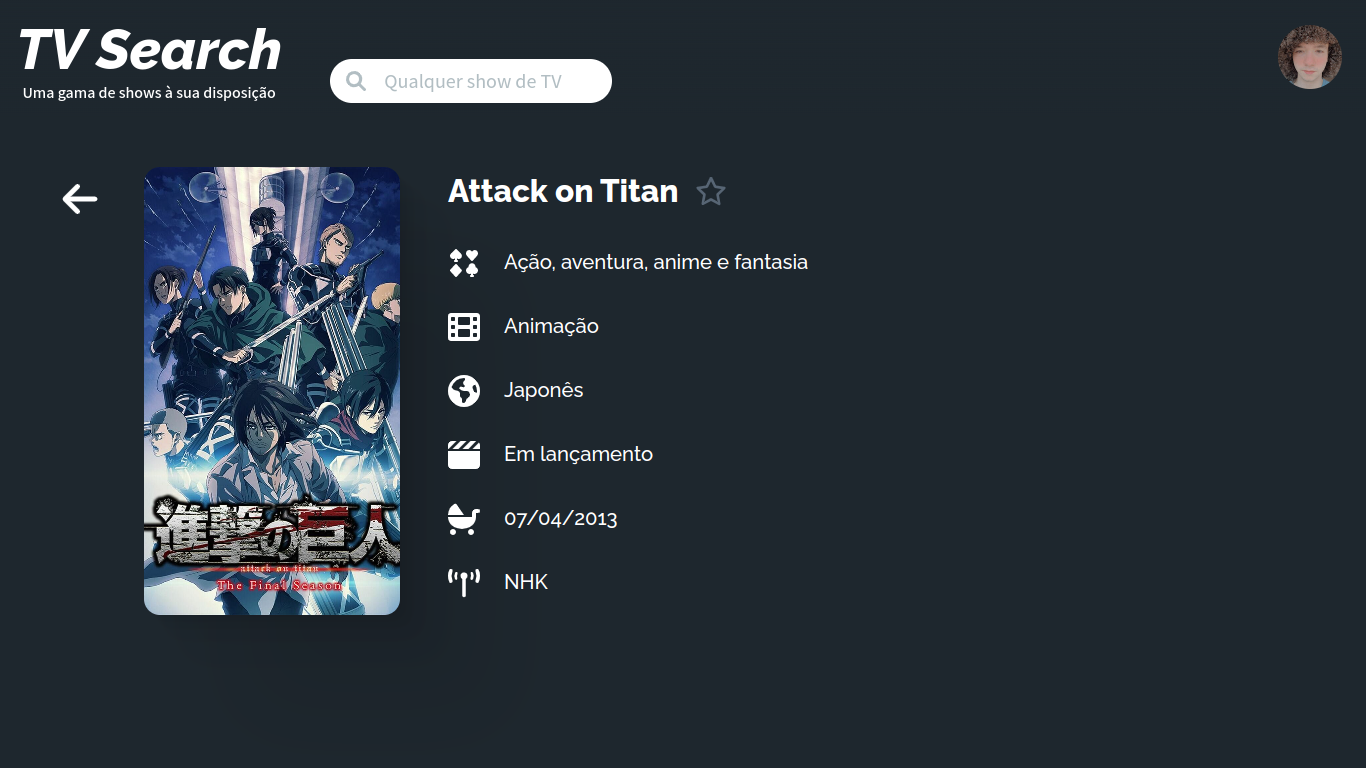 TV Search
Uma gama de shows à sua disposição
Qualquer show de TV
Attack on Titan
Ação, aventura, anime e fantasia
Animação
Japonês
Em lançamento
07/04/2013
NHK
進撃の巨人
attack on titan
The Final Season